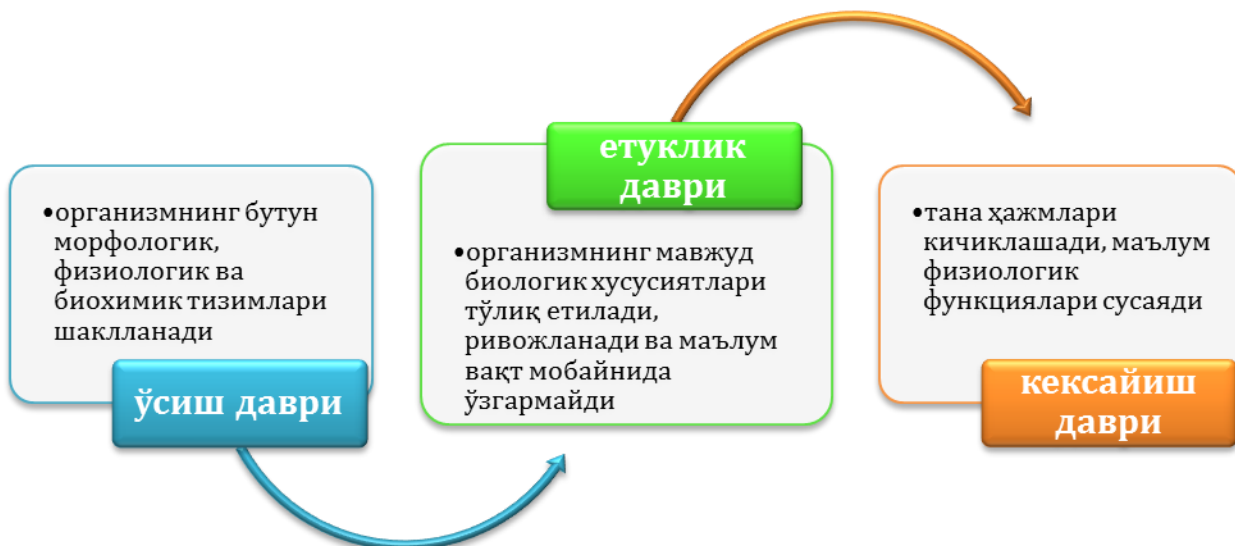 •организмнинг бутун
морфологик,
физиологик ва
биохимик тизимлари
шаклланади
ўсиш даври
етуклик
даври
•организмнинг мавжуд
биологик хусусиятлари
тўлиқ етилади,
ривожланади ва маълум
вақт мобайнида
ўзгармайди
•тана ҳажмлари
кичиклашади, маълум
физиологик
функциялари сусаяди
кексайиш
даври